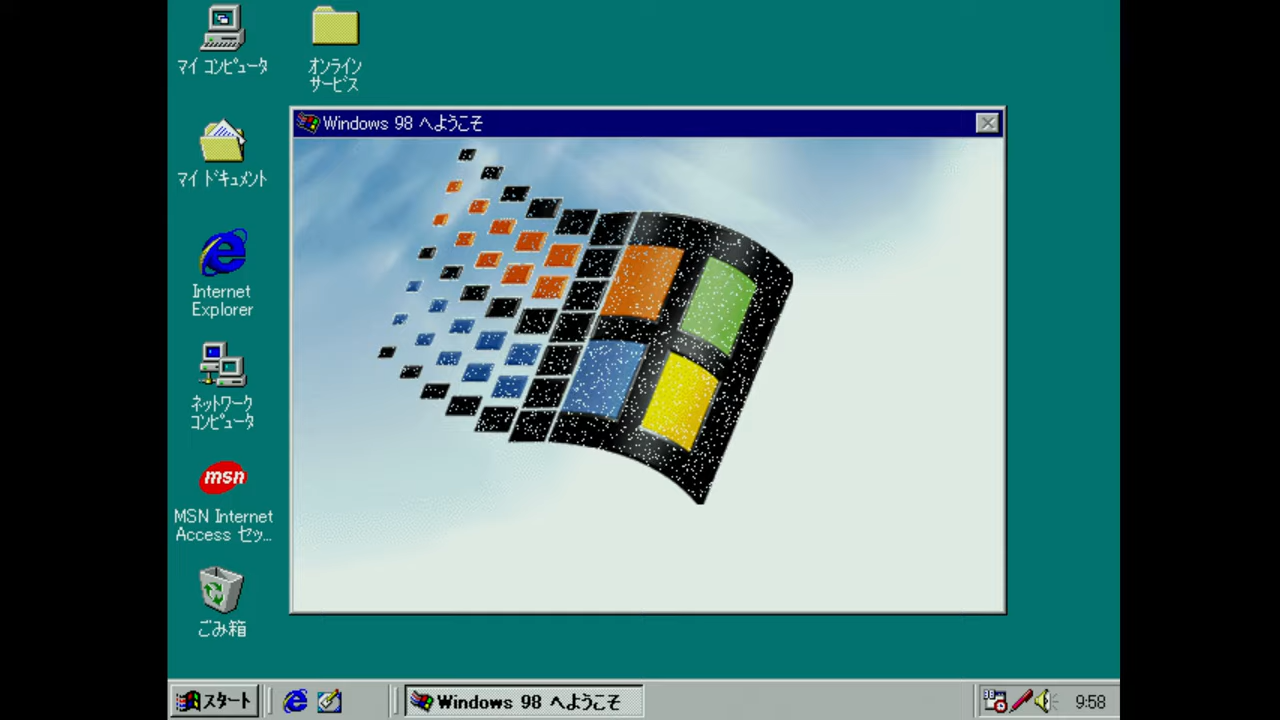 マイ コンピュータ
オンライン
サービス
Windows 98 へようこそ
マイ ドキュメント
Internet
Explorer
ネットワーク
コンピュータ
msn
MSN Internet
Access セッ...
ごみ箱
スタート
Windows 98 へようこそ
9:58